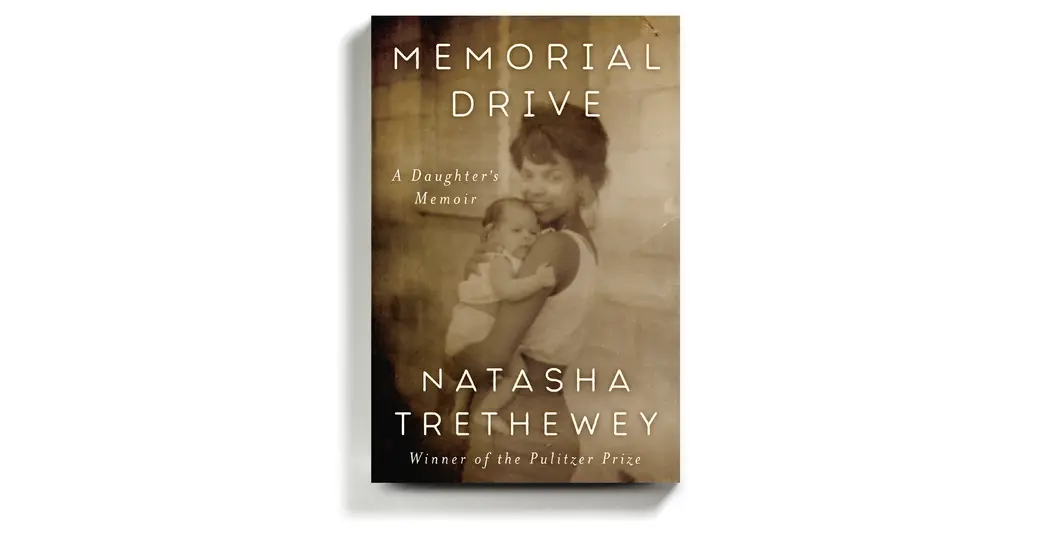 MEMORIAL
DRIVE
A Daughter's
Memoir
NATASHA
TRETHEWEY
Winner of the Pulitzer Prize